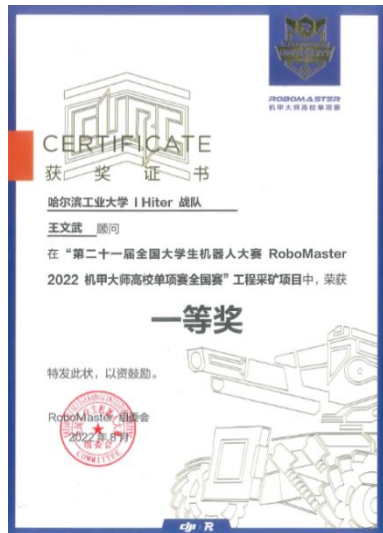 ROBOMASTER
机甲大师高校单项赛
CURC
CERTIFICATE
获奖证书
哈尔滨工业大学 I Hiter 战队
王文武 顾问
在“第二十一届全国大学生机器人大赛 RoboMaster
2022 机甲大师高校单项赛全国赛”工程采矿项目中，荣获
一等奖
特发此状，以资鼓励。
RoboMaster 组委会
2022 年 8 月
COMMITTEE
dji R